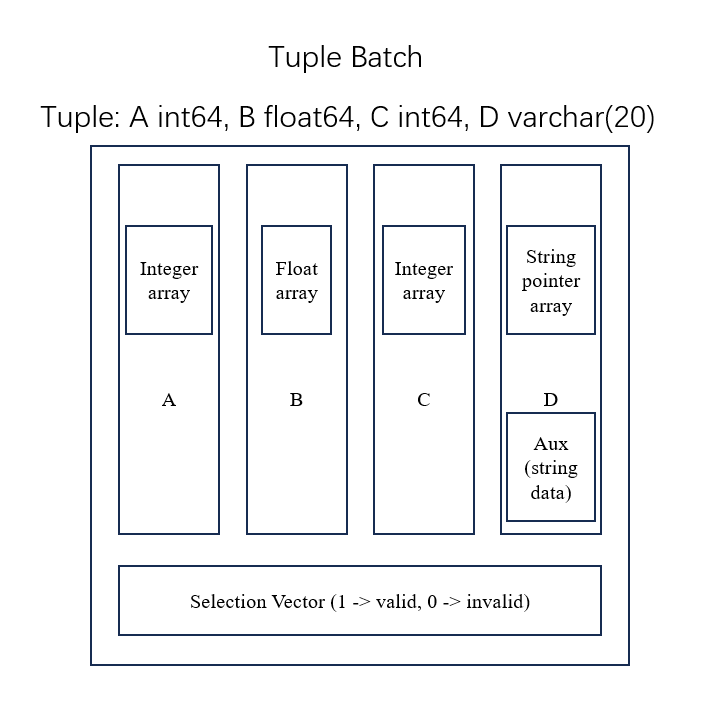 Tuple Batch
Tuple: A int64, B float64, C int64, D varchar(20)
Integer
array
Float
array
Integer
array
String
pointer
array
A
B
C
D
Aux
(string
data)
Selection Vector (1 -> valid, 0 -> invalid)